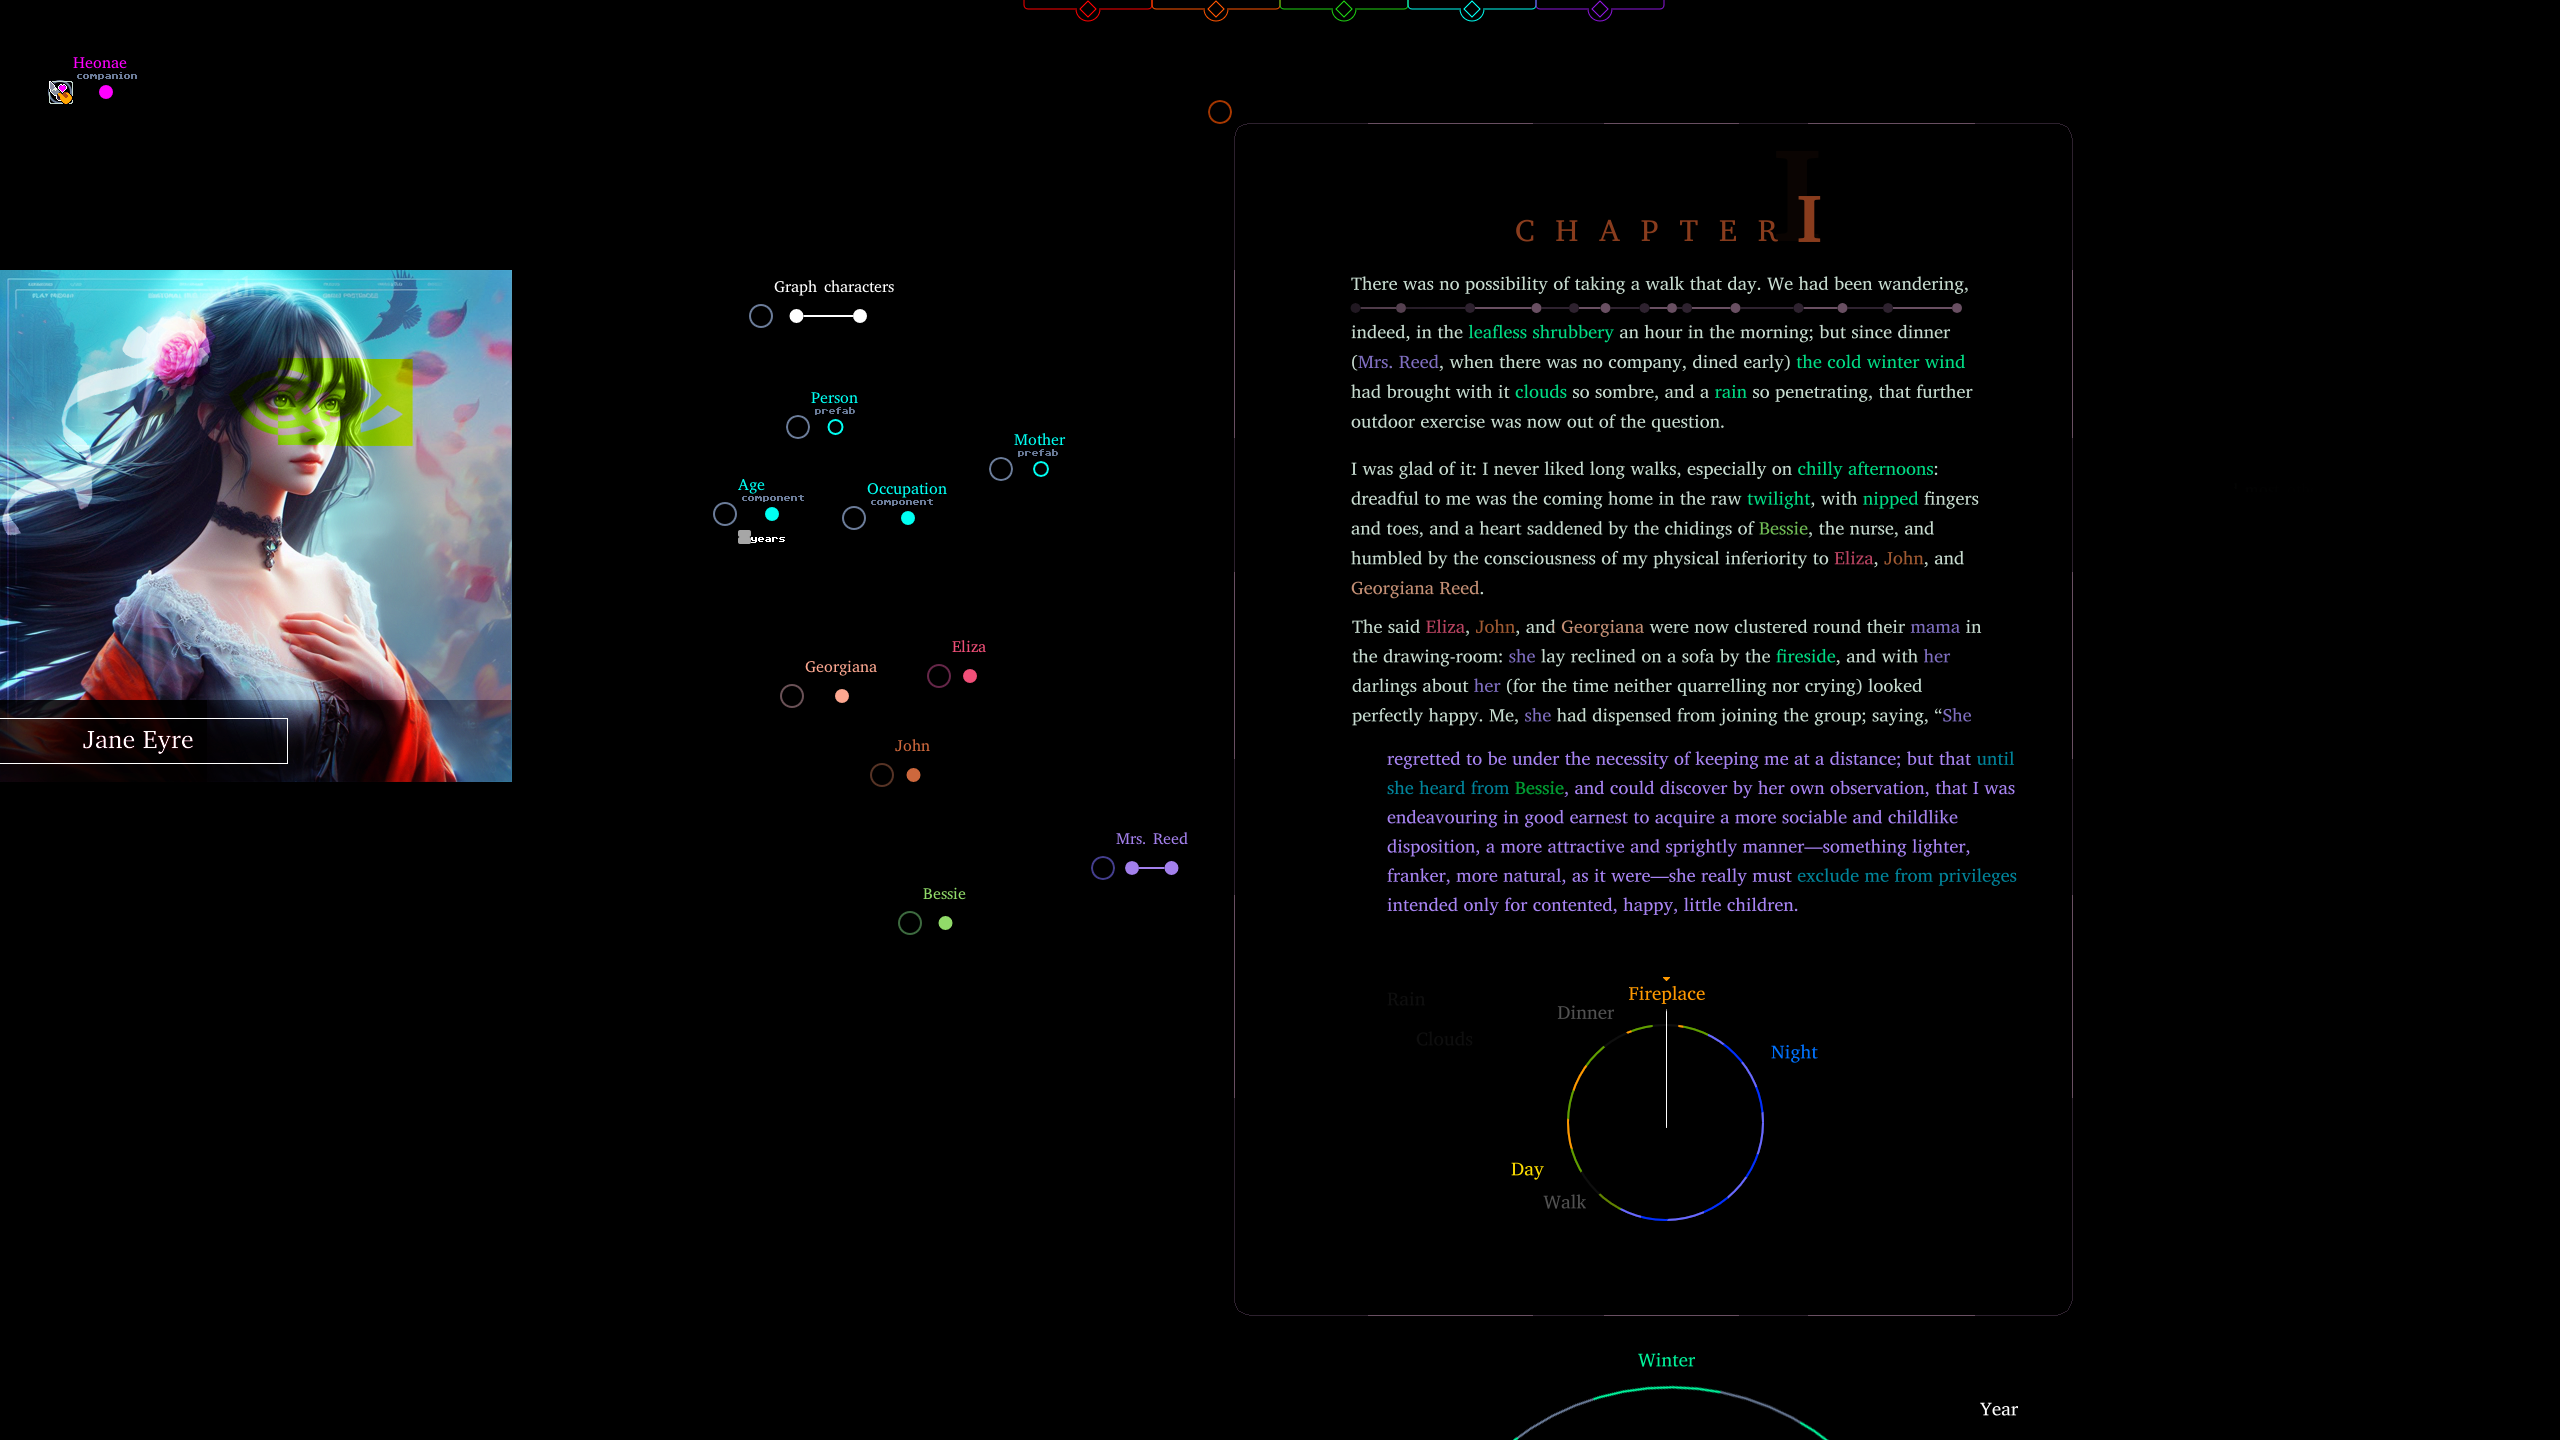 Heonae
companion
Jane Eyre
Graph characters
Person
prefab
Mother
prefab
Age
component
Occupation
component
years
Eliza
Georgiana
John
Mrs. Reed
Bessie
CHAPTER I
There was no possibility of taking a walk that day. We had been wandering,
indeed, in the leafless shrubbery an hour in the morning; but since dinner
(Mrs. Reed, when there was no company, dined early) the cold winter wind
had brought with it clouds so sombre, and a rain so penetrating, that further
outdoor exercise was now out of the question.
I was glad of it: I never liked long walks, especially on chilly afternoons:
dreadful to me was the coming home in the raw twilight, with nipped fingers
and toes, and a heart saddened by the chidings of Bessie, the nurse, and
humbled by the consciousness of my physical inferiority to Eliza, John, and
Georgiana Reed.
The said Eliza, John, and Georgiana were now clustered round their mama in
the drawing-room: she lay reclined on a sofa by the fireside, and with her
darlings about her (for the time neither quarrelling nor crying) looked
perfectly happy. Me, she had dispensed from joining the group; saying, “She
regretted to be under the necessity of keeping me at a distance; but that until
she heard from Bessie, and could discover by her own observation, that I was
endeavouring in good earnest to acquire a more sociable and childlike
disposition, a more attractive and sprightly manner—something lighter,
franker, more natural, as it were—she really must exclude me from privileges
intended only for contented, happy, little children.
Fireplace
Rain
Dinner
Clouds
Night
Day
Walk
Winter
Year